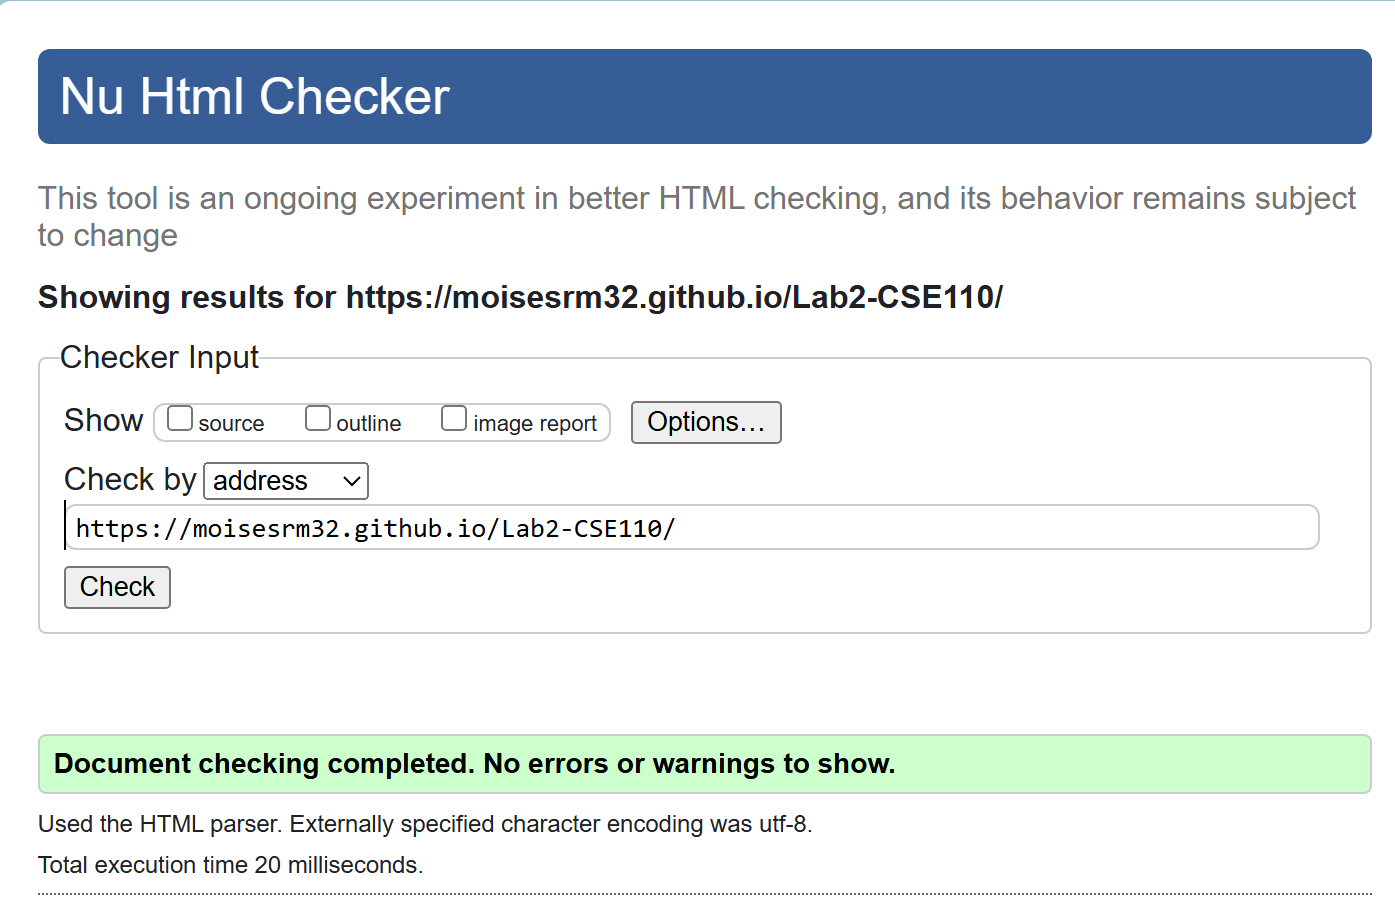 Nu Html Checker
This tool is an ongoing experiment in better HTML checking, and its behavior remains subject
to change
Showing results for https://moisesrm32.github.io/Lab2-CSE110/
Checker Input
Show source outline image report Options…
Check by address
https://moisesrm32.github.io/Lab2-CSE110/
Check
Document checking completed. No errors or warnings to show.
Used the HTML parser. Externally specified character encoding was utf-8.
Total execution time 20 milliseconds.